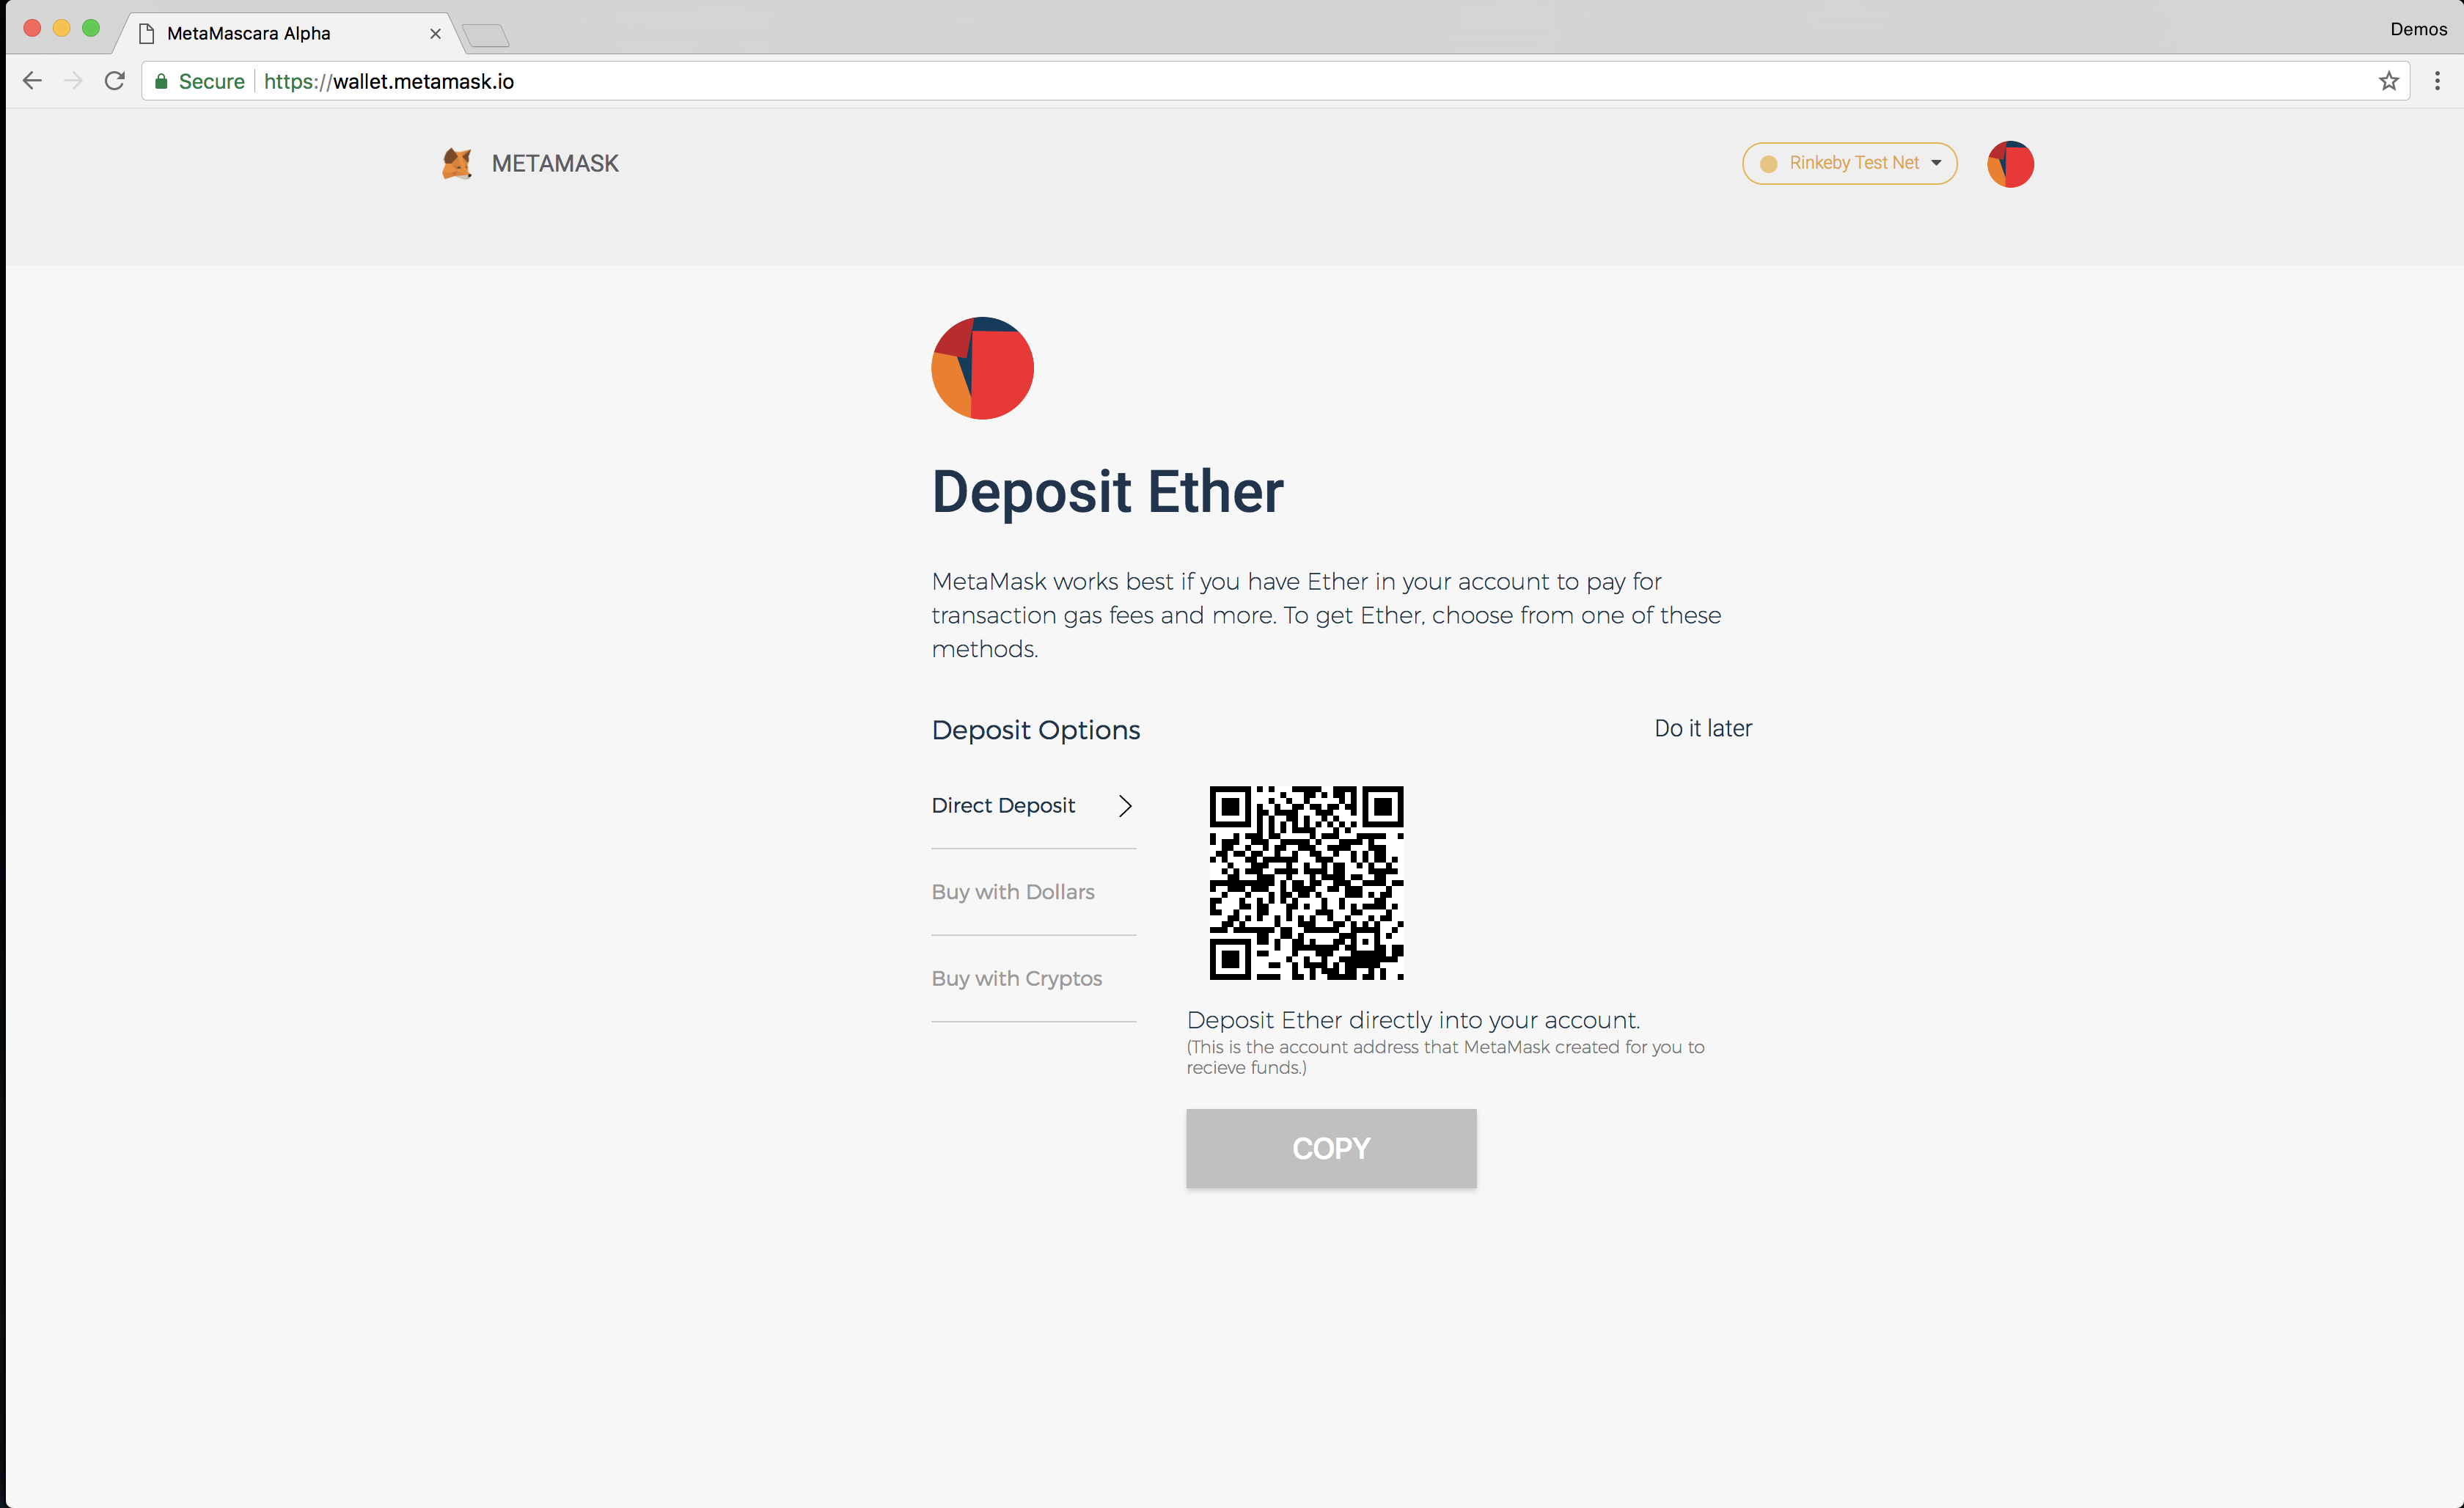 MetaMascara Alpha
Demos
Secure https://wallet.metamask.io
METAMASK
Rinkeby Test Net
Deposit Ether
MetaMask works best if you have Ether in your account to pay for
transaction gas fees and more. To get Ether, choose from one of these
methods.
Deposit Options
Do it later
Direct Deposit
Buy with Dollars
Buy with Cryptos
Deposit Ether directly into your account.
(This is the account address that MetaMask created for you to
recieve funds.)
COPY